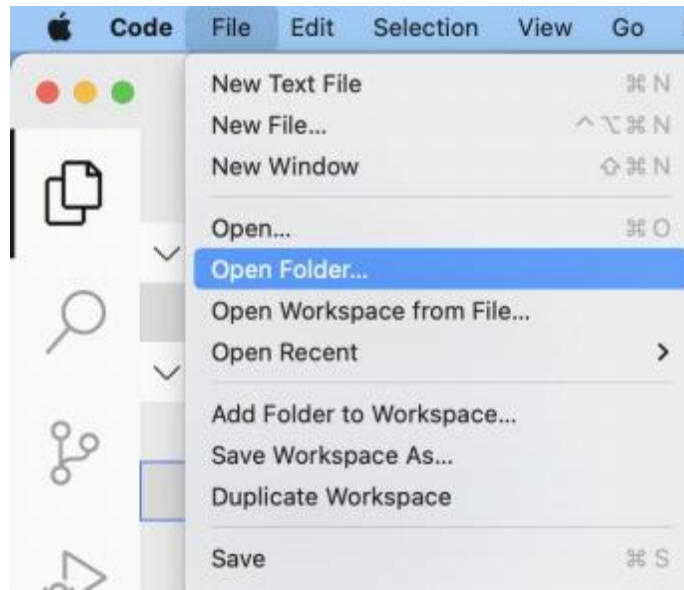 Code File Edit Selection View Go
New Text File ⌘ N
New File... ^ ⌥ ⌘ N
New Window ⇧ ⌘ N
Open... ⌘ O
Open Folder...
Open Workspace from File...
Open Recent >
Add Folder to Workspace...
Save Workspace As...
Duplicate Workspace
Save ⌘ S